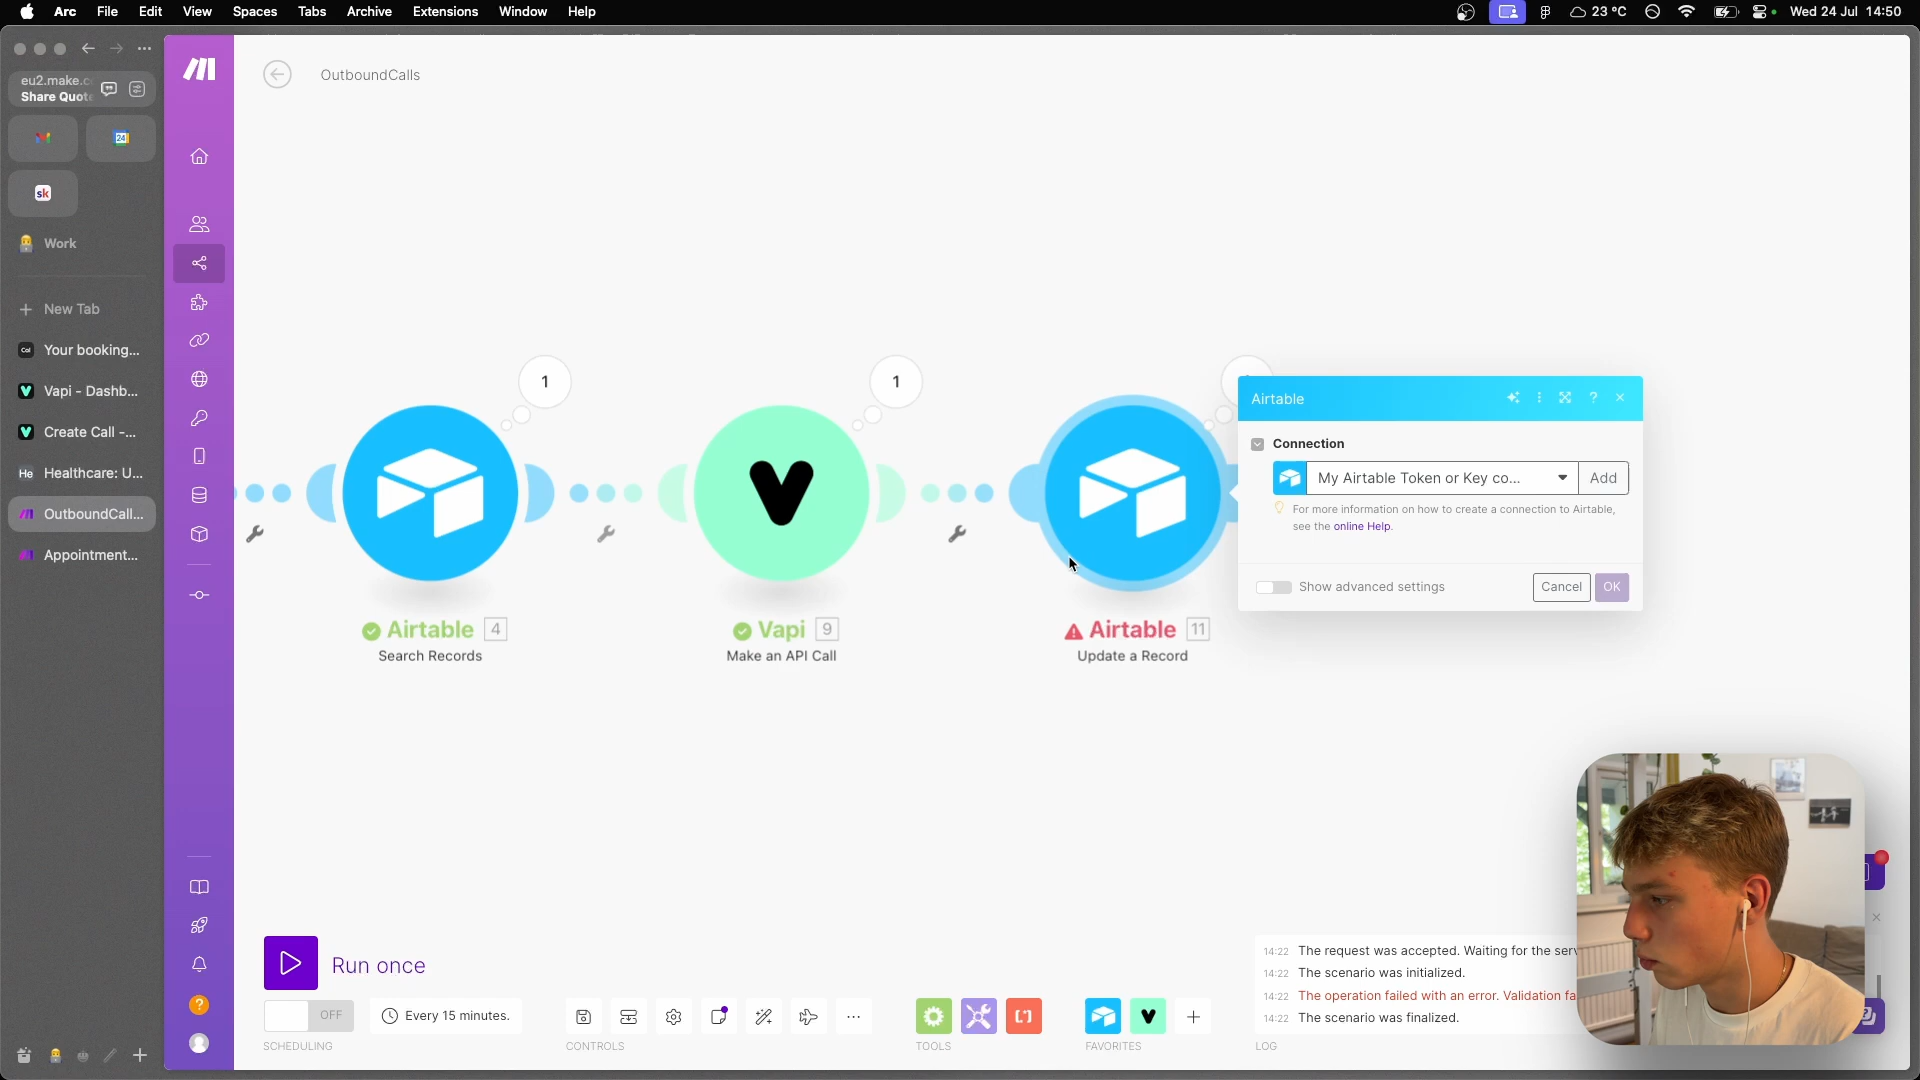 Arc File Edit View Spaces Tabs Archive Extensions Window Help
23 °C Wed 24 Jul 14:50
eu2.make.c
Share Quot
24
sk
Work
New Tab
Cal Your booking...
Vapi - Dashb...
Create Call -...
He Healthcare: U...
OutboundCall...
Appointment...
OutboundCalls
1
1
Airtable 4
Search Records
Vapi 9
Make an API Call
Airtable 11
Update a Record
Airtable
?
Connection
My Airtable Token or Key co... Add
For more information on how to create a connection to Airtable,
see the online Help.
Show advanced settings Cancel OK
Run once
OFF Every 15 minutes.
SCHEDULING CONTROLS TOOLS FAVORITES LOG
14:22 The request was accepted. Waiting for the serv
14:22 The scenario was initialized.
14:22 The operation failed with an error. Validation fa
14:22 The scenario was finalized.